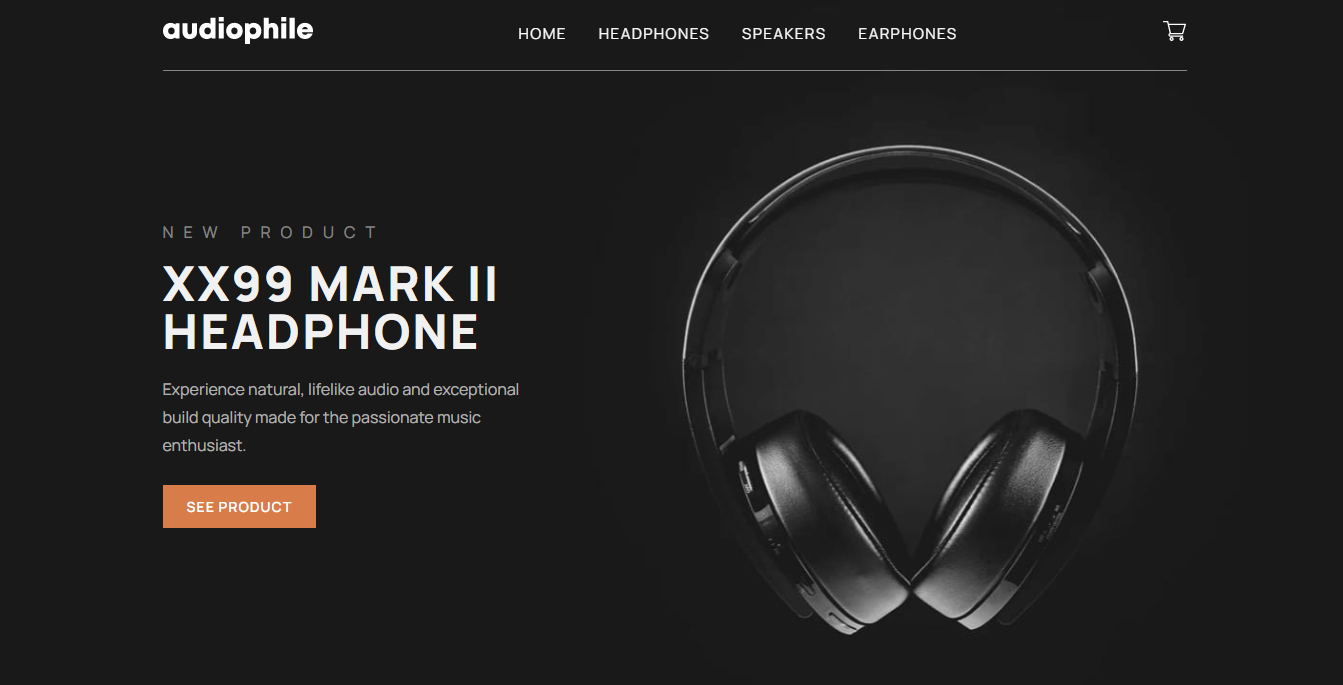 audiophile
HOME HEADPHONES SPEAKERS EARPHONES
NEW PRODUCT
XX99 MARK II
HEADPHONE
Experience natural, lifelike audio and exceptional
build quality made for the passionate music
enthusiast.
SEE PRODUCT